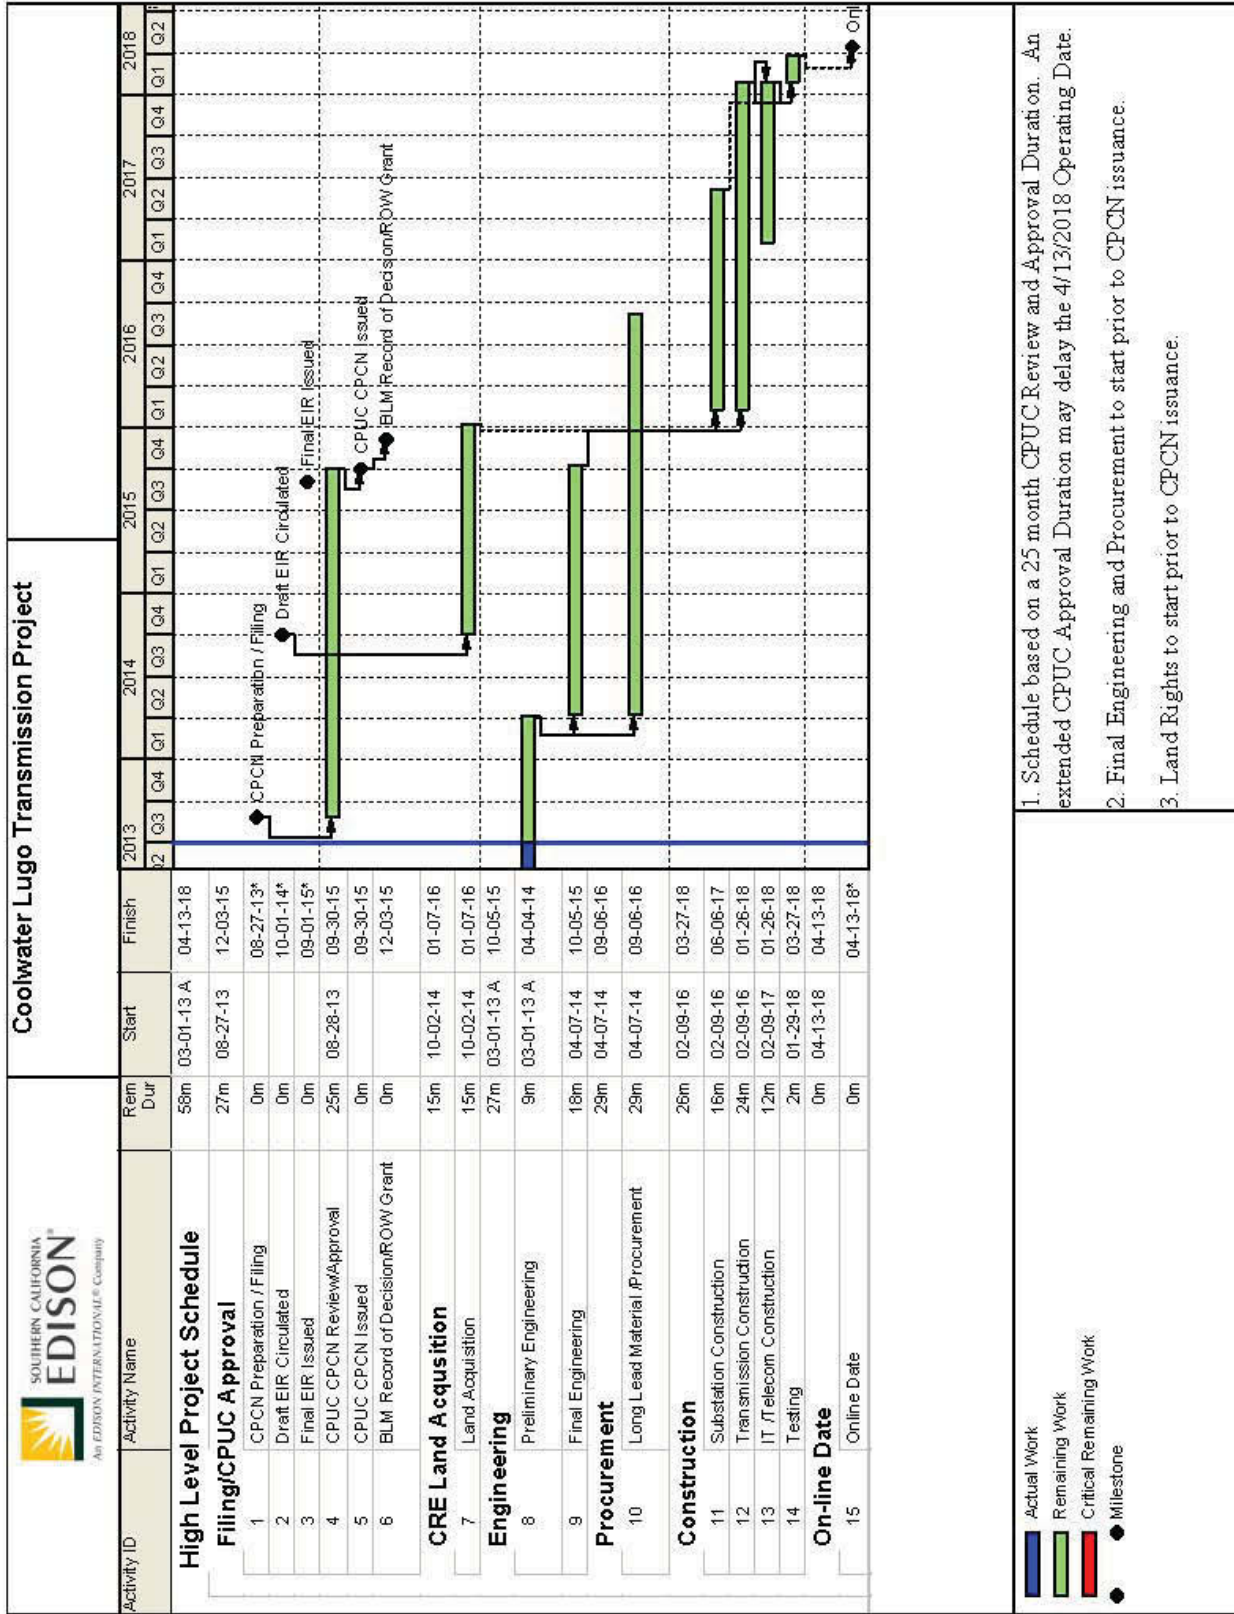 SOUTHERN CALIFORNIA
EDISON®
An EDISON INTERNATIONAL® Company
Coolwater Lugo Transmission Project
Activity ID Activity Name Rem Dur Start Finish
2013 2014 2015 2016 2017 2018
Q2 Q3 Q4 Q1 Q2 Q3 Q4 Q1 Q2 Q3 Q4 Q1 Q2 Q3 Q4 Q1 Q2 Q3 Q4 Q1 Q2
High Level Project Schedule 58m 03-01-13 A 04-13-18
Filing/CPUC Approval 27m 08-27-13 12-03-15
1 CPCN Preparation / Filing 0m 08-27-13* CPCN Preparation / Filing
2 Draft EIR Circulated 0m 10-01-14* Draft EIR Circulated
3 Final EIR Issued 0m 09-01-15* Final EIR Issued
4 CPUC CPCN Review/Approval 25m 08-28-13 09-30-15
5 CPUC CPCN Issued 0m 09-30-15 CPUC CPCN Issued
6 BLM Record of Decision/ROW Grant 0m 12-03-15 BLM Record of Decision/ROW Grant
CRE Land Acqusition 15m 10-02-14 01-07-16
7 Land Acquisition 15m 10-02-14 01-07-16
Engineering 27m 03-01-13 A 10-05-15
8 Preliminary Engineering 9m 03-01-13 A 04-04-14
9 Final Engineering 18m 04-07-14 10-05-15
Procurement 29m 04-07-14 09-06-16
10 Long Lead Material /Procurement 29m 04-07-14 09-06-16
Construction 26m 02-09-16 03-27-18
11 Substation Construction 16m 02-09-16 06-06-17
12 Transmission Construction 24m 02-09-16 01-26-18
13 IT /Telecom Construction 12m 02-09-17 01-26-18
14 Testing 2m 01-29-18 03-27-18
On-line Date 0m 04-13-18 04-13-18
15 Online Date 0m 04-13-18* Onl
Actual Work
Remaining Work
Critical Remaining Work
Milestone
1. Schedule based on a 25 month CPUC Review and Approval Duration. An
extended CPUC Approval Duration may delay the 4/13/2018 Operating Date.
2. Final Engineering and Procurement to start prior to CPCN issuance.
3. Land Rights to start prior to CPCN issuance.